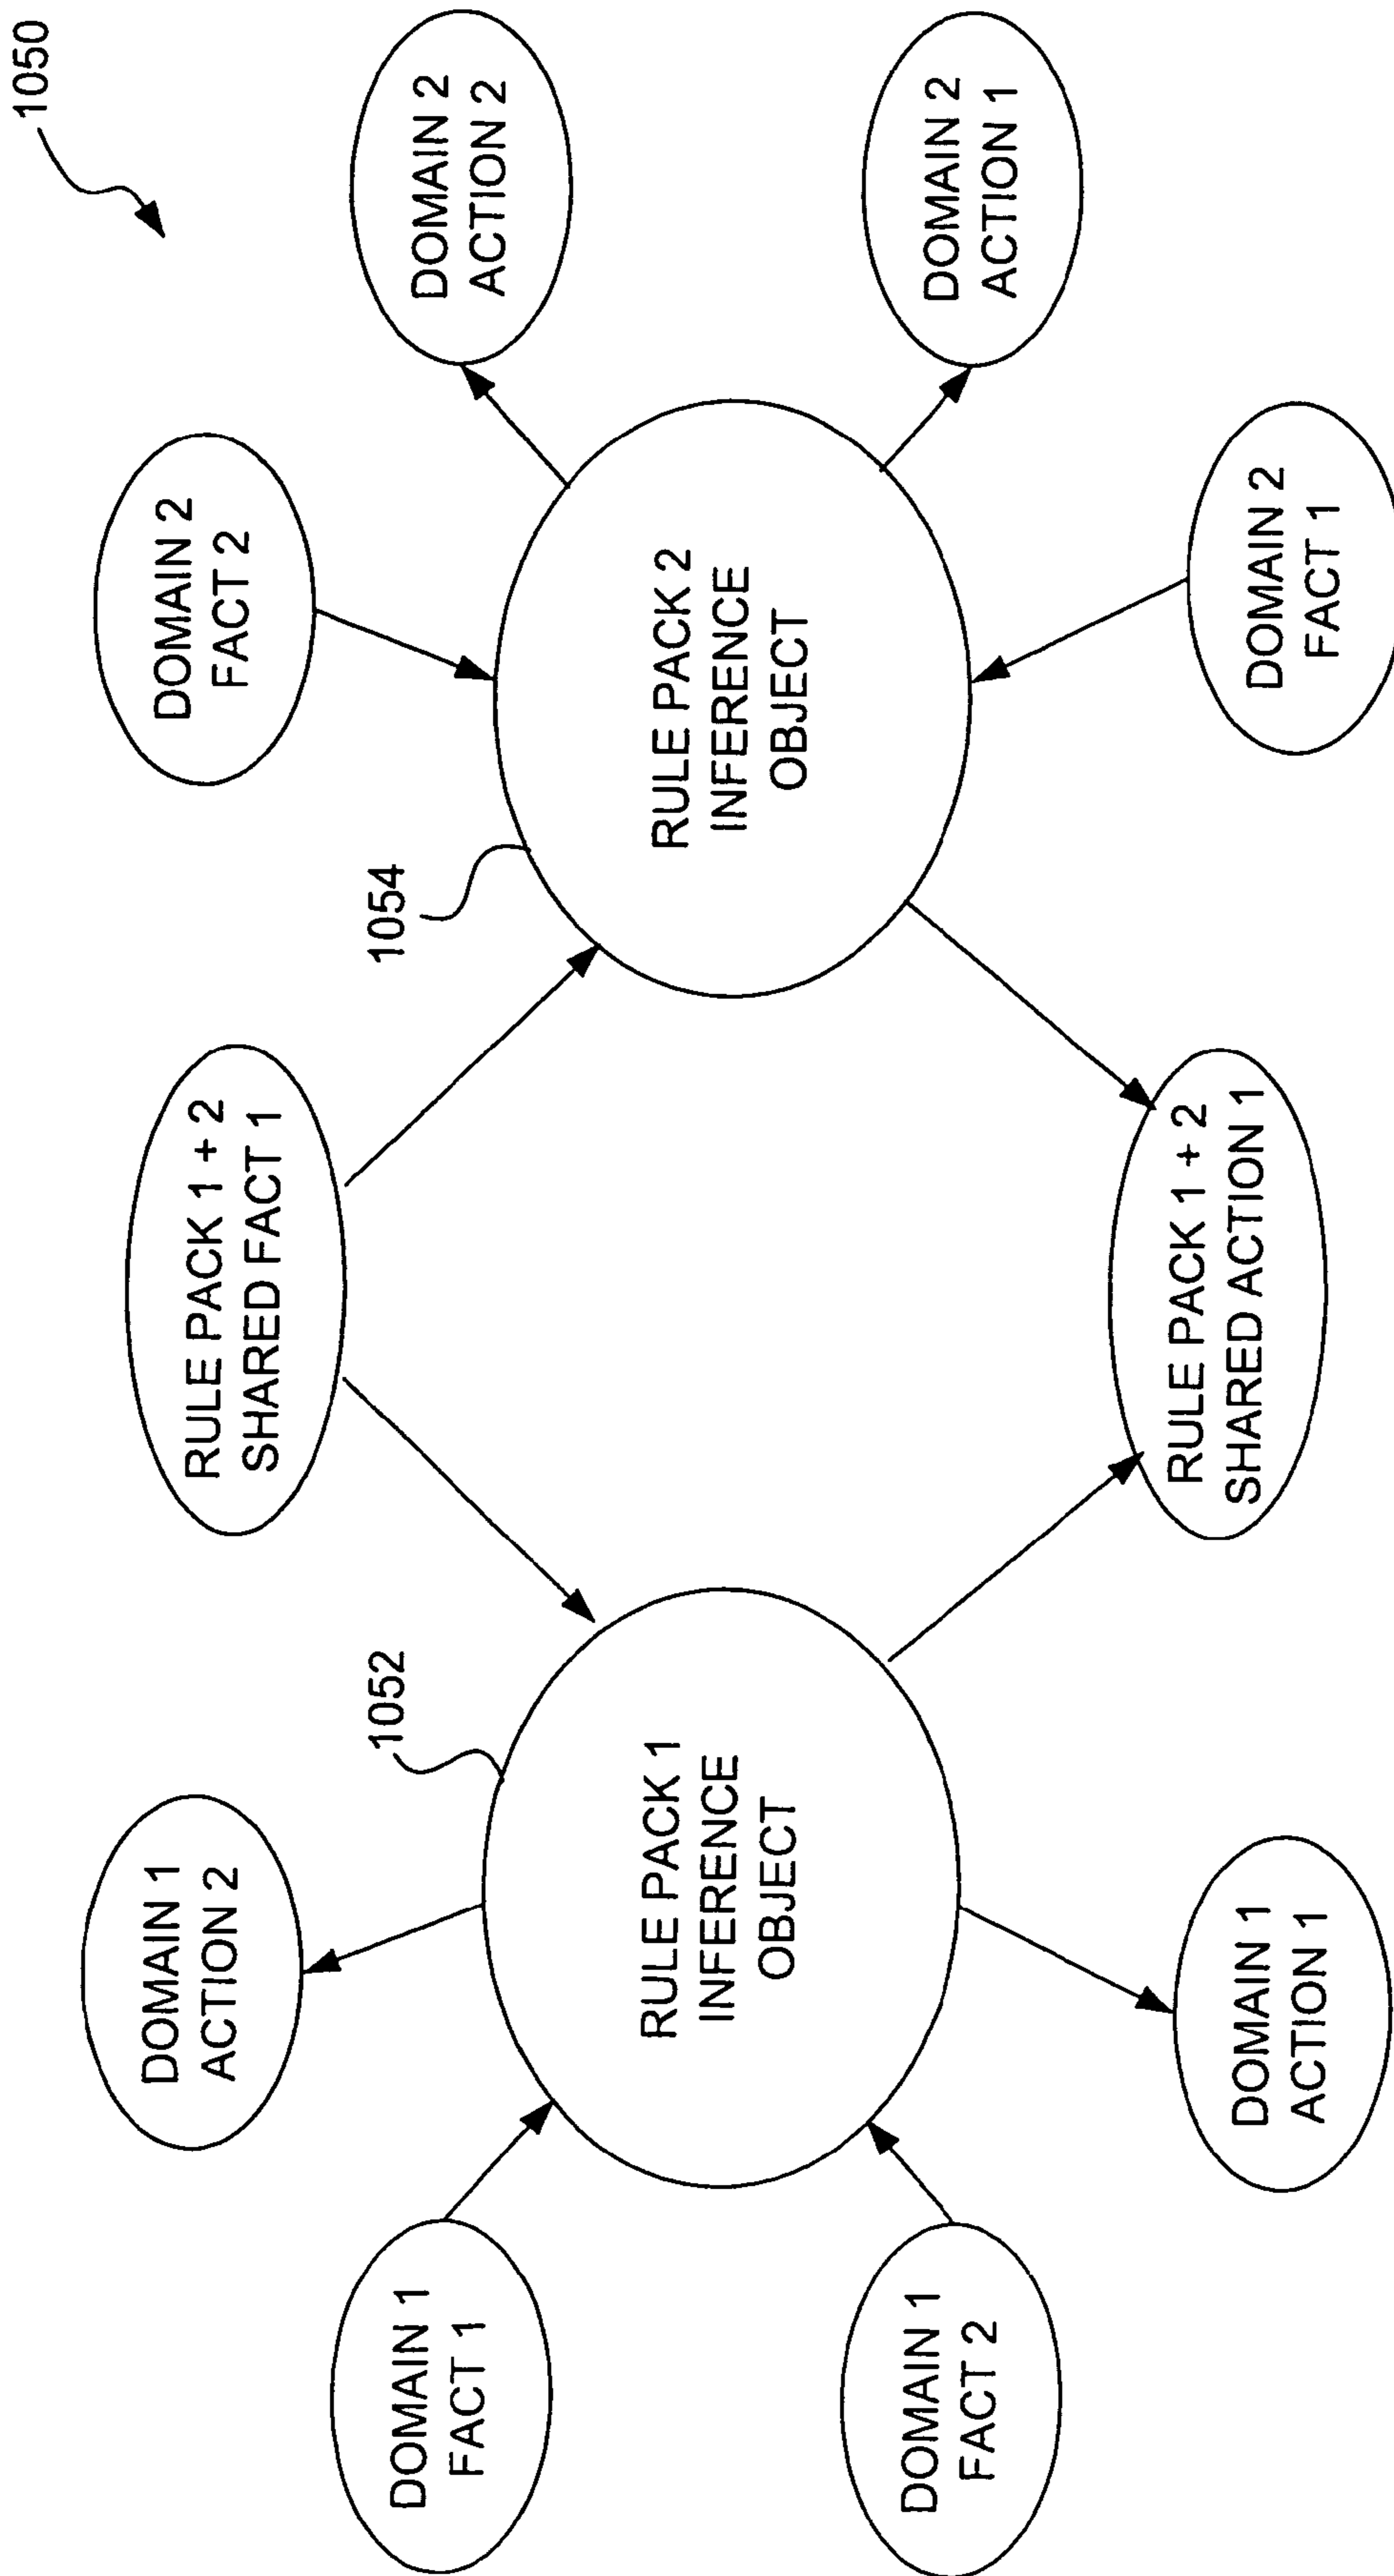 1050
DOMAIN 1
ACTION 2
RULE PACK 1 + 2
SHARED FACT 1
DOMAIN 2
FACT 2
DOMAIN 1
FACT 1
1052
1054
DOMAIN 2
ACTION 2
RULE PACK 1
INFERENCE
OBJECT
RULE PACK 2
INFERENCE
OBJECT
DOMAIN 1
FACT 2
DOMAIN 2
ACTION 1
DOMAIN 1
ACTION 1
RULE PACK 1 + 2
SHARED ACTION 1
DOMAIN 2
FACT 1